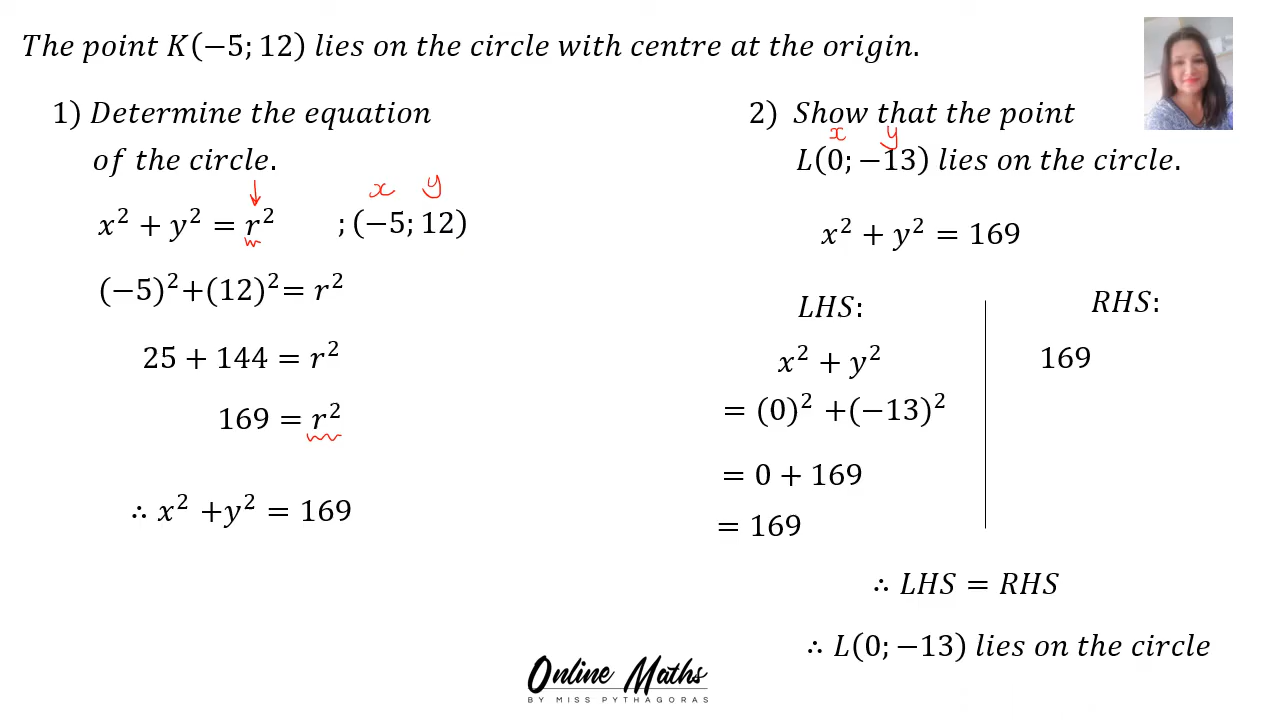 The point K(−5; 12) lies on the circle with centre at the origin.
1) Determine the equation
of the circle.
x² + y² = r² ; (−5; 12)
x y
(−5)²+(12)²= r²
25 + 144 = r²
169 = r²
∴ x² +y² = 169
2) Show that the point
x y
L(0; −13) lies on the circle.
x² + y² = 169
LHS: RHS:
x² + y² 169
= (0)² +(−13)²
= 0 + 169
= 169
∴ LHS = RHS
∴ L(0; −13) lies on the circle
Online Maths
BY MISS PYTHAGORAS